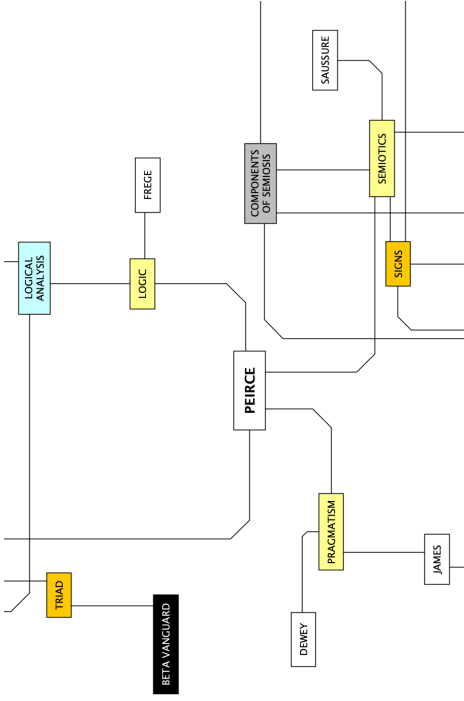 LOGICAL
ANALYSIS
TRIAD
LOGIC
FREGE
BETA VANGUARD
PEIRCE
COMPONENTS
OF SEMIOSIS
DEWEY
SAUSSURE
PRAGMATISM
SEMIOTICS
SIGNS
JAMES